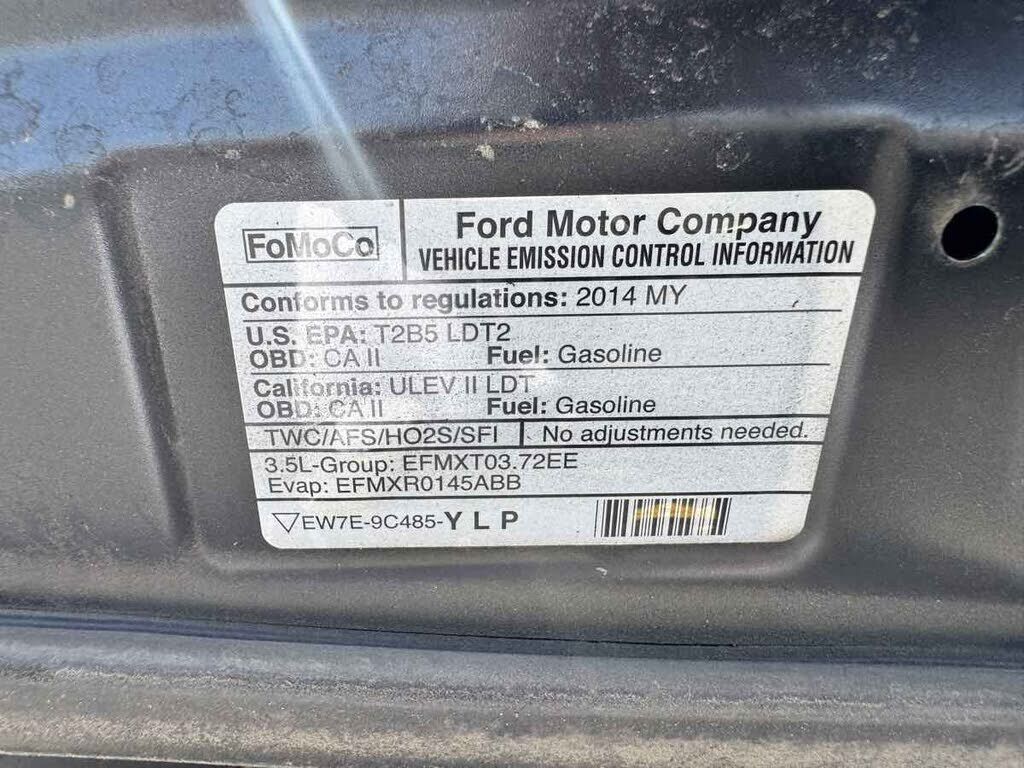 FoMoCo
Ford Motor Company
VEHICLE EMISSION CONTROL INFORMATION
Conforms to regulations: 2014 MY
U.S. EPA: T2B5 LDT2
OBD: CA II Fuel: Gasoline
California: ULEV II LDT
OBD: CA II Fuel: Gasoline
TWC/AFS/HO2S/SFI No adjustments needed.
3.5L-Group: EFMXT03.72EE
Evap: EFMXR0145ABB
EW7E-9C485-Y L P